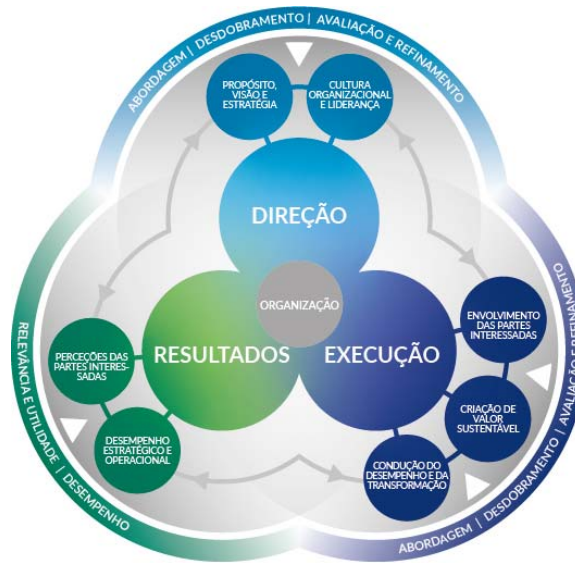 ABORDAGEM | DESDOBRAMENTO | AVALIAÇÃO E REFINAMENTO
PROPÓSITO,
VISÃO E
ESTRATÉGIA
CULTURA
ORGANIZACIONAL
E LIDERANÇA
DIREÇÃO
ORGANIZAÇÃO
RESULTADOS
EXECUÇÃO
PERCEÇÕES DAS
PARTES INTERES-
SADAS
DESEMPENHO
ESTRATÉGICO E
OPERACIONAL
ENVOLVIMENTO
DAS PARTES
INTERESSADAS
CRIAÇÃO DE
VALOR
SUSTENTÁVEL
CONDUÇÃO DO
DESEMPENHO E DA
TRANSFORMAÇÃO
RELEVÂNCIA E UTILIDADE | DESEMPENHO
ABORDAGEM | DESDOBRAMENTO | AVALIAÇÃO E REFINAMENTO